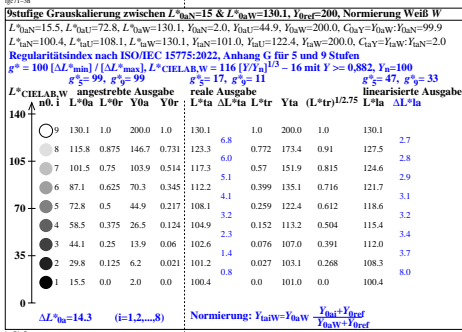 9stufige Grauskalierung zwischen L*0aN=15 & L*0aW=130.1, Y0ref=200, Normierung Weiß W
L*0aN=15.5, L*0aU=72.8, L*0aW=130.1, Y0aN=2.0, Y0aU=44.9, Y0aW=200.0, C0aY=Y0aW:Y0aN=99.9
L*taN=100.4, L*taU=108.1, L*taW=130.1, YtaN=101.0, YtaU=122.4, YtaW=200.0, CtaY=YtaW:YtaN=2.0
Regularitätsindex nach ISO/IEC 15775:2022, Anhang G für 5 und 9 Stufen
g* = 100 [ΔL*min] / [ΔL*max], L*CIELAB,W = 116 [Y/Yn]1/3 - 16 mit Y >= 0,882, Yn=100
g*5= 99, g*9= 99 g*5= 17, g*9= 11 g*5= 47, g*9= 33
L*CIELAB,W angestrebte Ausgabe reale Ausgabe linearisierte Ausgabe
n0. i L*0a L*0r Y0a Y0r L*ta ΔL*ta L*tr Yta (L*tr)1/2.75 L*la ΔL*la
140
9 130.1 1.0 200.0 1.0 130.1 1.0 200.0 1.0 130.1
6.8 2.7
8 115.8 0.875 146.7 0.731 123.3 0.772 173.4 0.91 127.5
6.0 2.8
105
7 101.5 0.75 103.9 0.514 117.3 0.57 151.9 0.815 124.6
5.1 2.9
6 87.1 0.625 70.3 0.345 112.2 0.399 135.1 0.716 121.7
4.1 3.1
70
5 72.8 0.5 44.9 0.217 108.1 0.259 122.4 0.612 118.6
3.2 3.2
4 58.5 0.375 26.5 0.124 104.9 0.152 113.2 0.504 115.4
2.3 3.4
3 44.1 0.25 13.9 0.06 102.6 0.076 107.0 0.391 112.0
1.4 3.7
35
2 29.8 0.125 6.2 0.021 101.2 0.027 103.1 0.268 108.3
0.8 8.0
1 15.5 0.0 2.0 0.0 100.4 0.0 101.0 0.0 100.4
0
ΔL*0a=14.3 (i=1,2,...,8) Normierung: YtaiW=Y0aW Y0ai+Y0ref
Y0aW+Y0ref